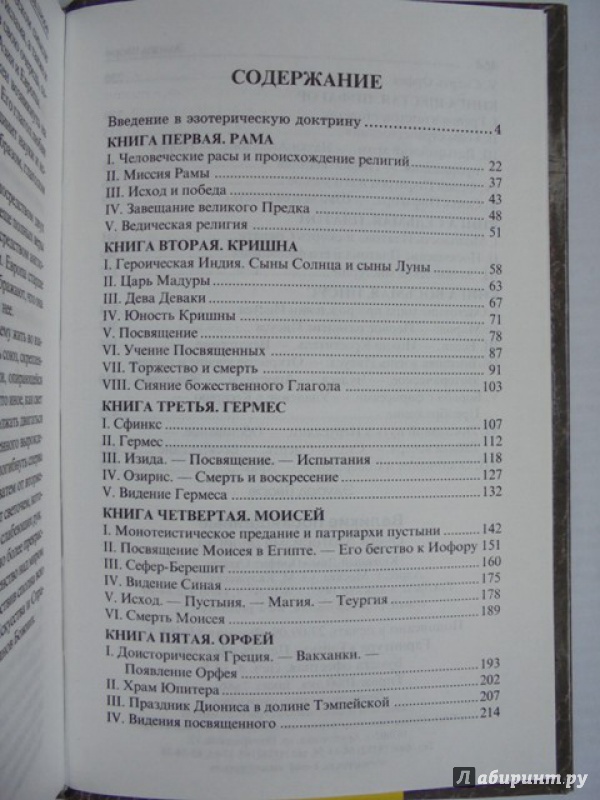 СОДЕРЖАНИЕ
Введение в эзотерическую доктрину 4
КНИГА ПЕРВАЯ. РАМА
I. Человеческие расы и происхождение религий 22
II. Миссия Рамы 37
III. Исход и победа 43
IV. Завещание великого Предка 48
V. Ведическая религия 51
КНИГА ВТОРАЯ. КРИШНА
I. Героическая Индия. Сыны Солнца и сыны Луны 58
II. Царь Мадуры 63
III. Дева Деваки 67
IV. Юность Кришны 71
V. Посвящение 78
VI. Учение Посвященных 87
VII. Торжество и смерть 91
VIII. Сияние божественного Глагола 103
КНИГА ТРЕТЬЯ. ГЕРМЕС
I. Сфинкс 107
II. Гермес 112
III. Изида. — Посвящение. — Испытания 118
IV. Озирис. — Смерть и воскресение 127
V. Видение Гермеса 132
КНИГА ЧЕТВЕРТАЯ. МОИСЕЙ
I. Монотеистическое предание и патриархи пустыни 142
II. Посвящение Моисея в Египте. — Его бегство к Иофору 151
III. Сефер-Берешит 160
IV. Видение Синая 175
V. Исход. — Пустыня. — Магия. — Теургия 178
VI. Смерть Моисея 189
КНИГА ПЯТАЯ. ОРФЕЙ
I. Доисторическая Греция. — Вакханки. —
Появление Орфея 193
II. Храм Юпитера 202
III. Праздник Диониса в долине Тэмпейской 207
IV. Видения посвященного 214
Лабиринт.ру